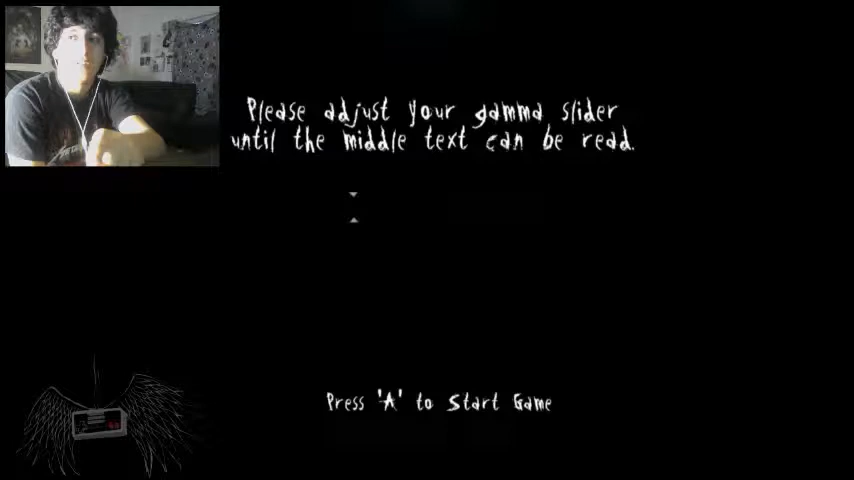 Please adjust your gamma slider
until the middle text can be read.
Press 'A' to Start Game